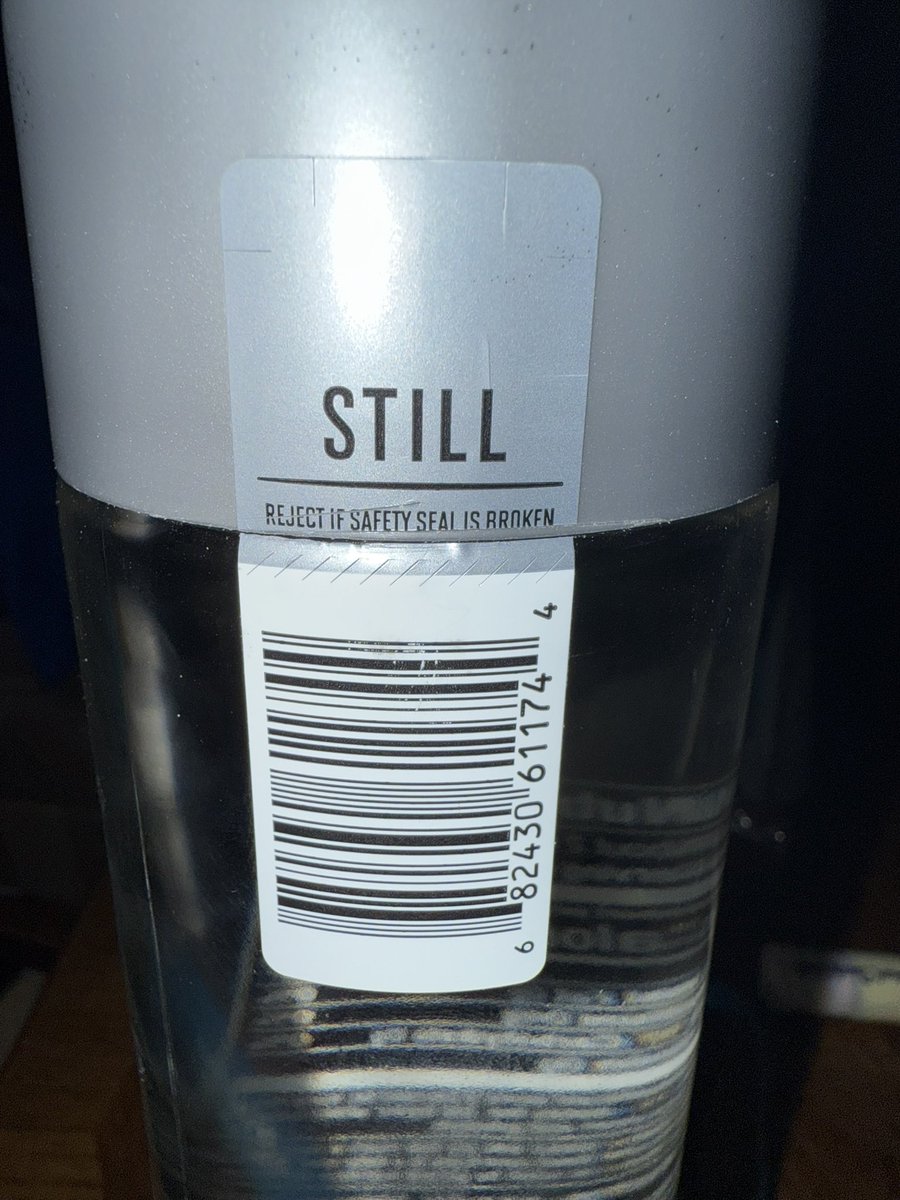 STILL
REJECT IF SAFETY SEAL IS BROKEN
6 82430 61174 4